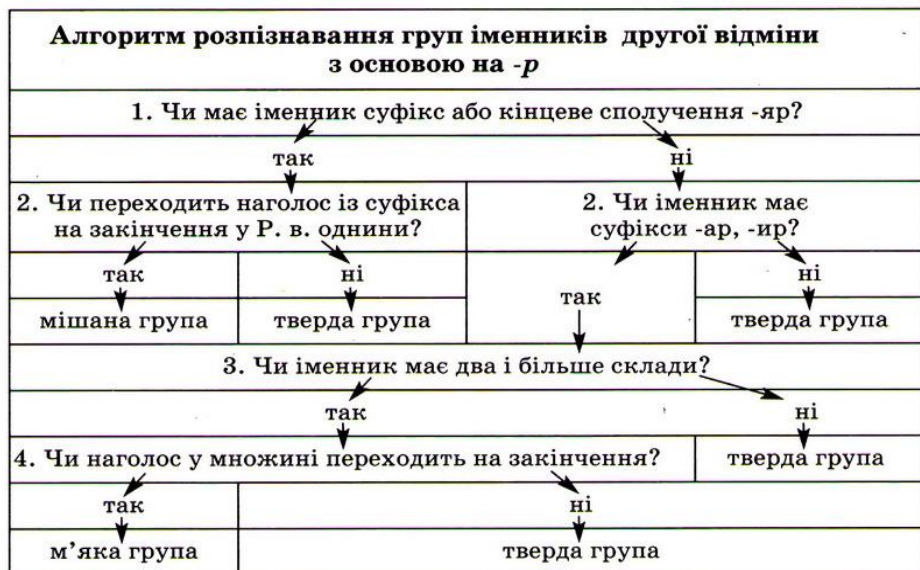 Алгоритм розпізнавання груп іменників другої відміни
з основою на -р
1. Чи має іменник суфікс або кінцеве сполучення -яр?
так ні
2. Чи переходить наголос із суфікса
на закінчення у Р. в. однини?
2. Чи іменник має
суфікси -ар, -ир?
так ні
так
ні
мішана група тверда група
тверда група
3. Чи іменник має два і більше склади?
так ні
4. Чи наголос у множині переходить на закінчення?
тверда група
так ні
м’яка група тверда група